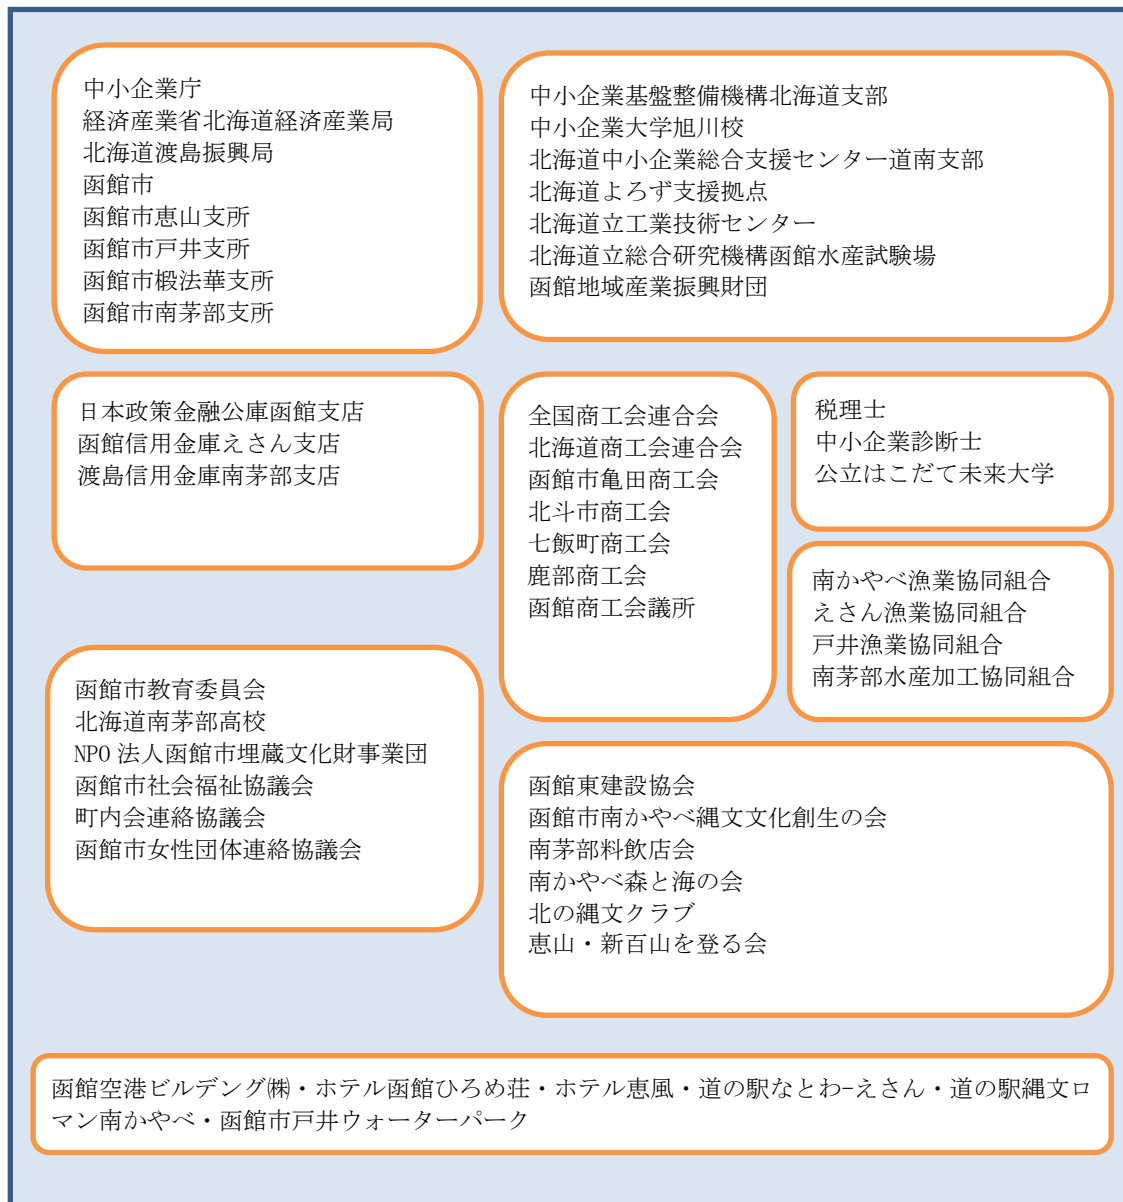 中小企業庁
経済産業省北海道経済産業局
北海道渡島振興局
函館市
函館市恵山支所
函館市戸井支所
函館市椴法華支所
函館市南茅部支所
中小企業基盤整備機構北海道支部
中小企業大学旭川校
北海道中小企業総合支援センター道南支部
北海道よろず支援拠点
北海道立工業技術センター
北海道立総合研究機構函館水産試験場
函館地域産業振興財団
日本政策金融公庫函館支店
函館信用金庫えさん支店
渡島信用金庫南茅部支店
全国商工会連合会
北海道商工会連合会
函館市亀田商工会
北斗市商工会
七飯町商工会
鹿部商工会
函館商工会議所
税理士
中小企業診断士
公立はこだて未来大学
南かやべ漁業協同組合
えさん漁業協同組合
戸井漁業協同組合
南茅部水産加工協同組合
函館市教育委員会
北海道南茅部高校
NPO 法人函館市埋蔵文化財事業団
函館市社会福祉協議会
町内会連絡協議会
函館市女性団体連絡協議会
函館東建設協会
函館市南かやべ縄文文化創生の会
南茅部料飲店会
南かやべ森と海の会
北の縄文クラブ
恵山・新百山を登る会
函館空港ビルデング㈱・ホテル函館ひろめ荘・ホテル恵風・道の駅なとわ-えさん・道の駅縄文ロ
マン南かやべ・函館市戸井ウォーターパーク